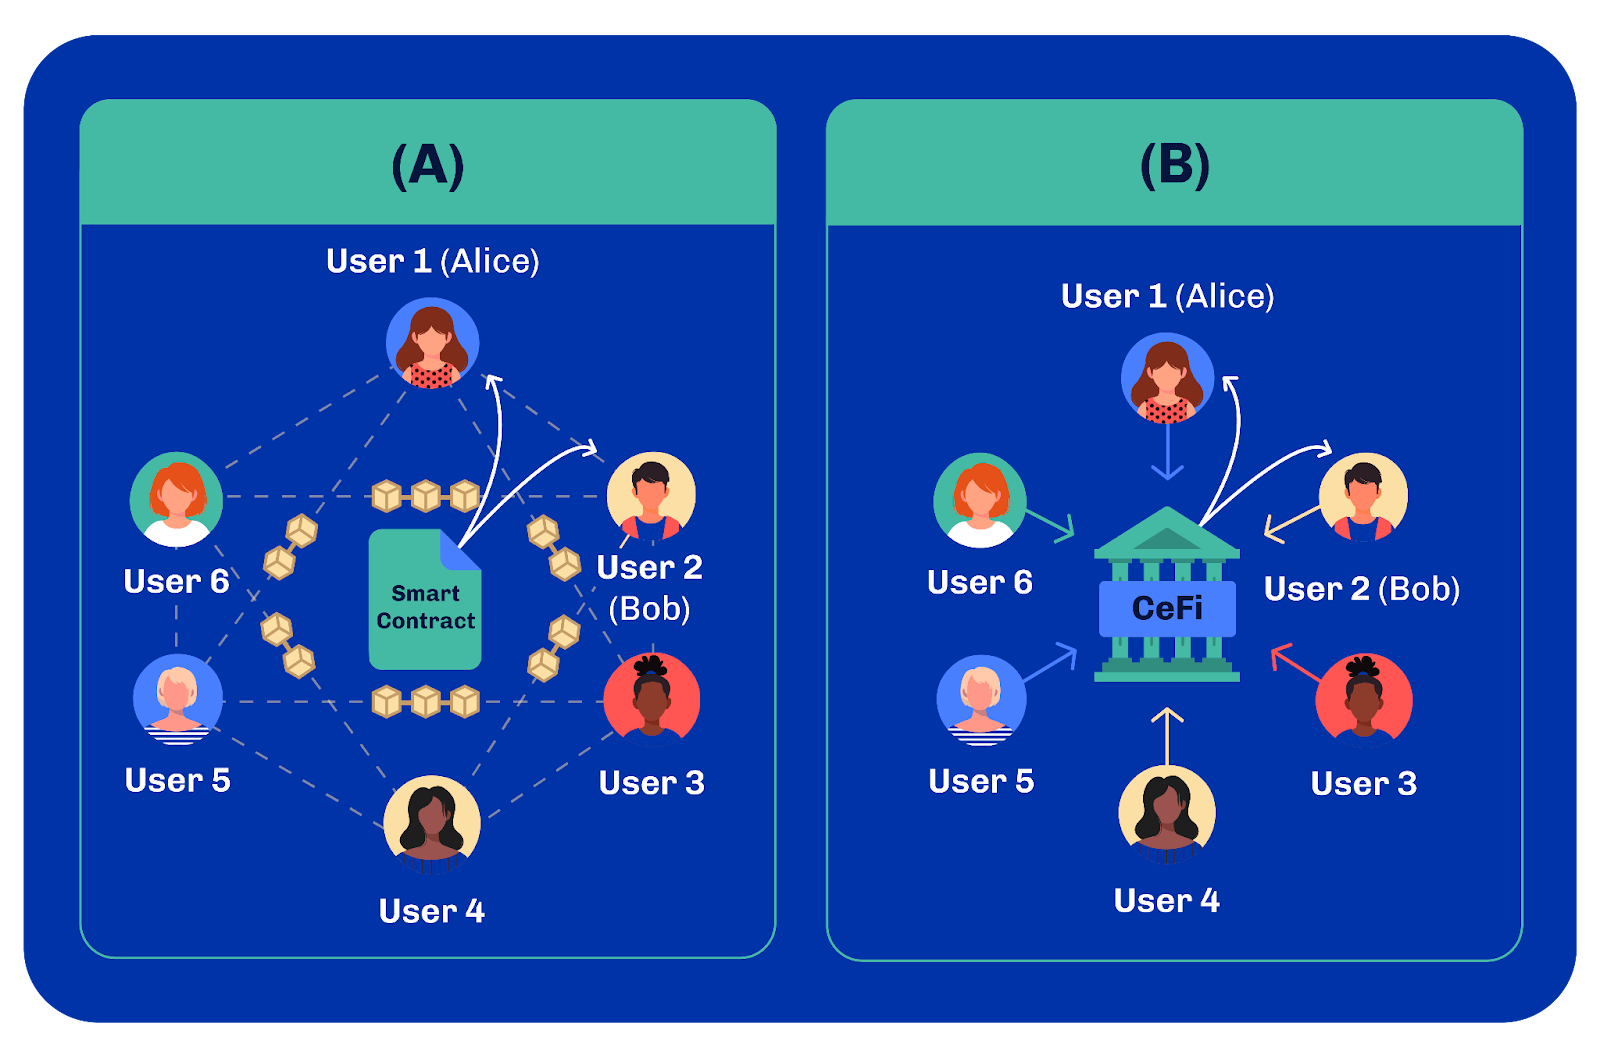 (A)
User 1 (Alice)
User 6
Smart
Contract
User 2
(Bob)
User 5
User 3
User 4
(B)
User 1 (Alice)
User 6
CeFi
User 2 (Bob)
User 5
User 3
User 4